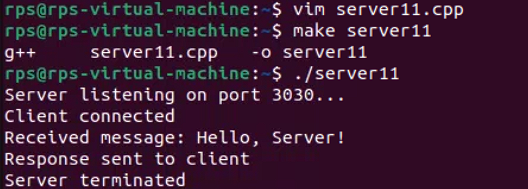 rps@rps-virtual-machine:~$ vim server11.cpp
rps@rps-virtual-machine:~$ make server11
g++     server11.cpp   -o server11
rps@rps-virtual-machine:~$ ./server11
Server listening on port 3030...
Client connected
Received message: Hello, Server!
Response sent to client
Server terminated